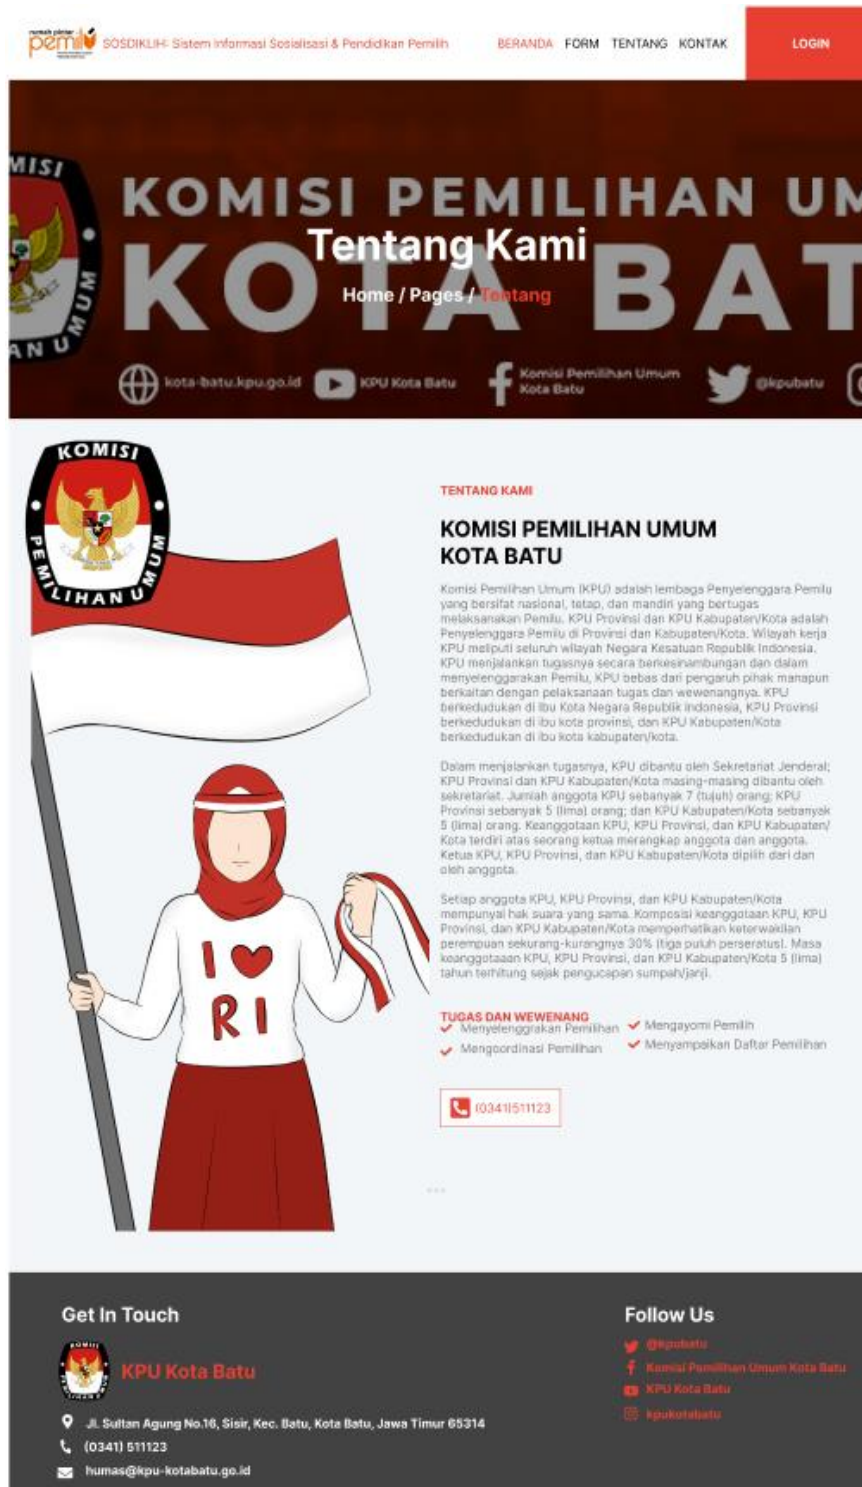 rumah pintar
pemilu
SOSDIKLIH: Sistem Informasi Sosialisasi & Pendidikan Pemilih
BERANDA FORM TENTANG KONTAK
LOGIN
MISI
AN UMUM
KOMISI PEMILIHAN UM
KOTA BAT
Tentang Kami
Home / Pages / Tentang
kota-batu.kpu.go.id
KPU Kota Batu
Komisi Pemilihan Umum
Kota Batu
@kpubatu
KOMISI
PEMILIHAN UMUM
I ❤
RI
TENTANG KAMI
KOMISI PEMILIHAN UMUM
KOTA BATU
Komisi Pemilihan Umum (KPU) adalah lembaga Penyelenggara Pemilu
yang bersifat nasional, tetap, dan mandiri yang bertugas
melaksanakan Pemilu. KPU Provinsi dan KPU Kabupaten/Kota adalah
Penyelenggara Pemilu di Provinsi dan Kabupaten/Kota. Wilayah kerja
KPU meliputi seluruh wilayah Negara Kesatuan Republik Indonesia.
KPU menjalankan tugasnya secara berkesinambungan dan dalam
menyelenggarakan Pemilu, KPU bebas dari pengaruh pihak manapun
berkaitan dengan pelaksanaan tugas dan wewenangnya. KPU
berkedudukan di Ibu Kota Negara Republik Indonesia, KPU Provinsi
berkedudukan di ibu kota provinsi, dan KPU Kabupaten/Kota
berkedudukan di ibu kota kabupaten/kota.
Dalam menjalankan tugasnya, KPU dibantu oleh Sekretariat Jenderal;
KPU Provinsi dan KPU Kabupaten/Kota masing-masing dibantu oleh
sekretariat. Jumlah anggota KPU sebanyak 7 (tujuh) orang; KPU
Provinsi sebanyak 5 (lima) orang; dan KPU Kabupaten/Kota sebanyak
5 (lima) orang. Keanggotaan KPU, KPU Provinsi, dan KPU Kabupaten/
Kota terdiri atas seorang ketua merangkap anggota dan anggota.
Ketua KPU, KPU Provinsi, dan KPU Kabupaten/Kota dipilih dari dan
oleh anggota.
Setiap anggota KPU, KPU Provinsi, dan KPU Kabupaten/Kota
mempunyai hak suara yang sama. Komposisi keanggotaan KPU, KPU
Provinsi, dan KPU Kabupaten/Kota memperhatikan keterwakilan
perempuan sekurang-kurangnya 30% (tiga puluh perseratus). Masa
keanggotaaan KPU, KPU Provinsi, dan KPU Kabupaten/Kota 5 (lima)
tahun terhitung sejak pengucapan sumpah/janji.
TUGAS DAN WEWENANG
Menyelenggrakan Pemilihan
Mengayomi Pemilih
Mengoordinasi Pemilihan
Menyampaikan Daftar Pemilihan
(0341)511123
Get In Touch
KOMISI
PEMILIHAN UMUM
KPU Kota Batu
Jl. Sultan Agung No.16, Sisir, Kec. Batu, Kota Batu, Jawa Timur 65314
(0341) 511123
humas@kpu-kotabatu.go.id
Follow Us
@kpubatu
Komisi Pemilihan Umum Kota Batu
KPU Kota Batu
kpukotabatu